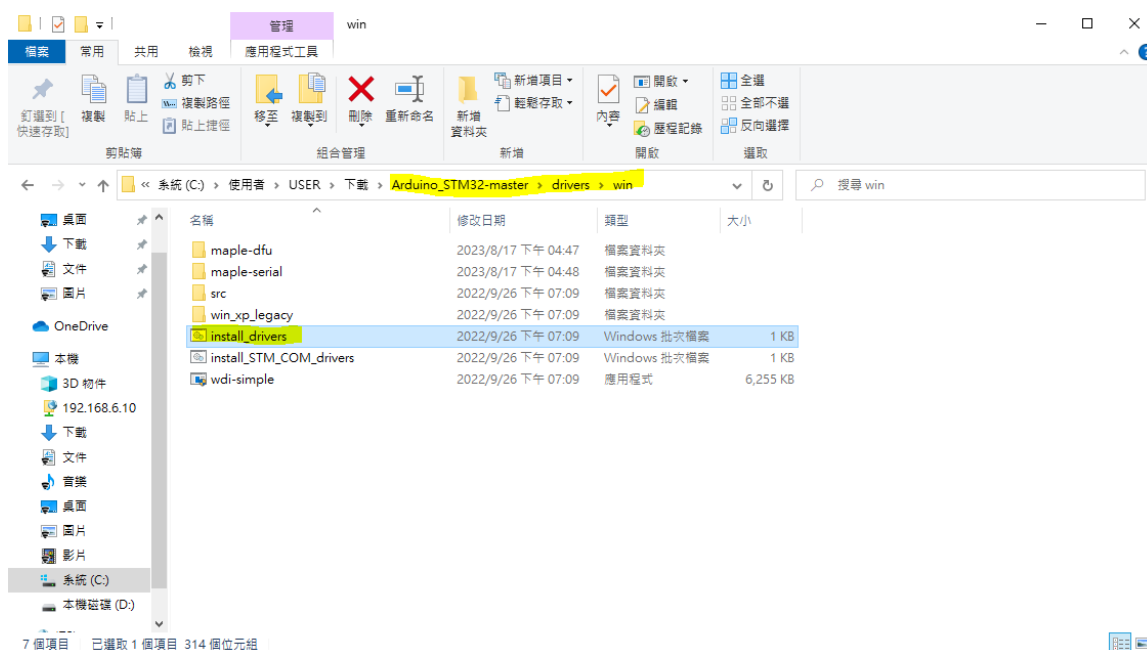 管理 win
檔案 常用 共用 檢視 應用程式工具
釘選到 [
快速存取]
複製
貼上
剪下
複製路徑
貼上捷徑
剪貼簿
移至
複製到
刪除
重新命名
組合管理
新增
資料夾
新增項目
輕鬆存取
新增
內容
開啟
編輯
歷程記錄
開啟
全選
全部不選
反向選擇
選取
« 系統 (C:) › 使用者 › USER › 下載 › Arduino_STM32-master › drivers › win
搜尋 win
桌面
下載
文件
圖片
OneDrive
本機
3D 物件
192.168.6.10
下載
文件
音樂
桌面
圖片
影片
系統 (C:)
本機磁碟 (D:)
名稱 修改日期 類型 大小
maple-dfu 2023/8/17 下午 04:47 檔案資料夾
maple-serial 2023/8/17 下午 04:48 檔案資料夾
src 2022/9/26 下午 07:09 檔案資料夾
win_xp_legacy 2022/9/26 下午 07:09 檔案資料夾
install_drivers 2022/9/26 下午 07:09 Windows 批次檔案 1 KB
install_STM_COM_drivers 2022/9/26 下午 07:09 Windows 批次檔案 1 KB
wdi-simple 2022/9/26 下午 07:09 應用程式 6,255 KB
7 個項目 已選取 1 個項目 314 個位元組